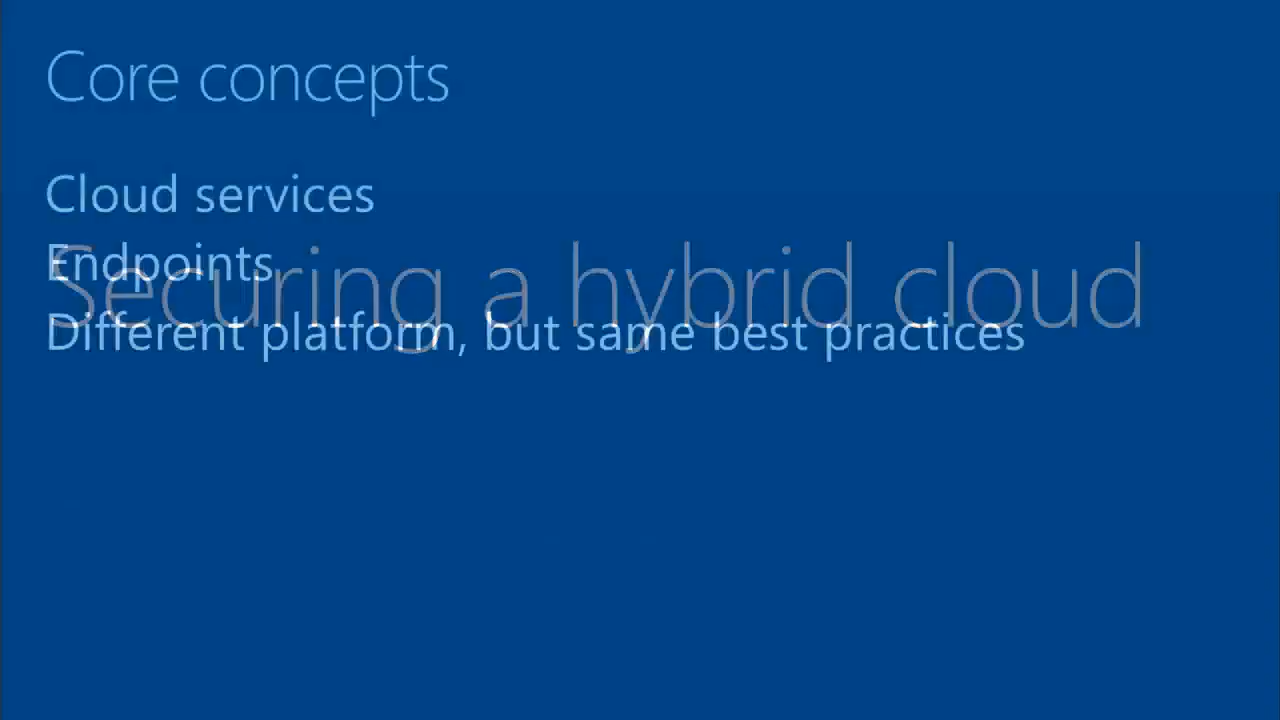 Core concepts
Cloud services
Endpoints
Securing a hybrid cloud
Different platform, but same best practices